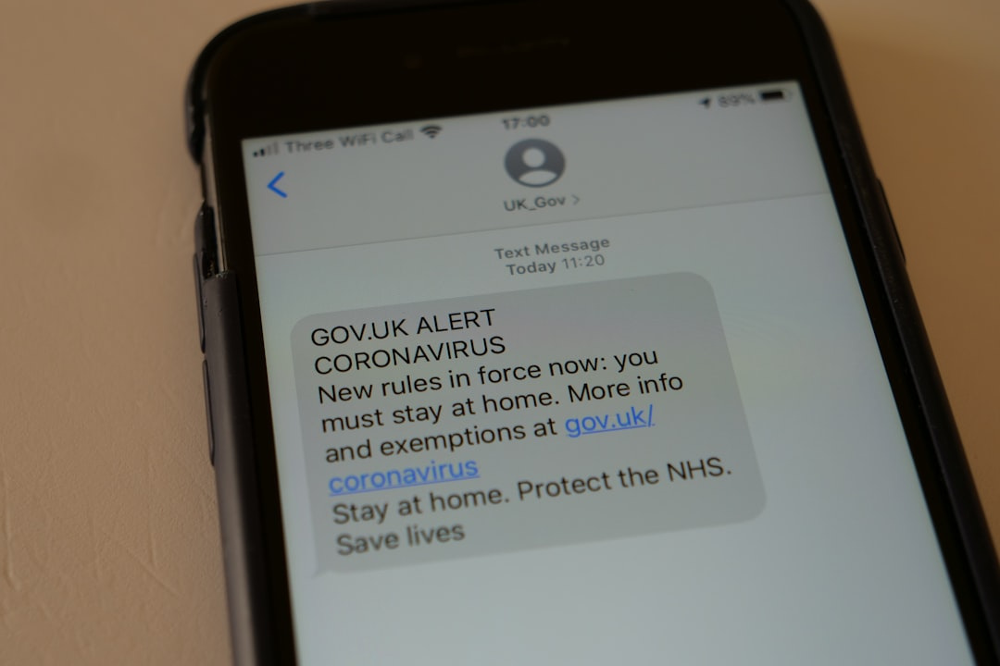 Three WiFi Call
17:00
89%
UK_Gov
Text Message
Today 11:20
GOV.UK ALERT
CORONAVIRUS
New rules in force now: you
must stay at home. More info
and exemptions at gov.uk/
coronavirus
Stay at home. Protect the NHS.
Save lives